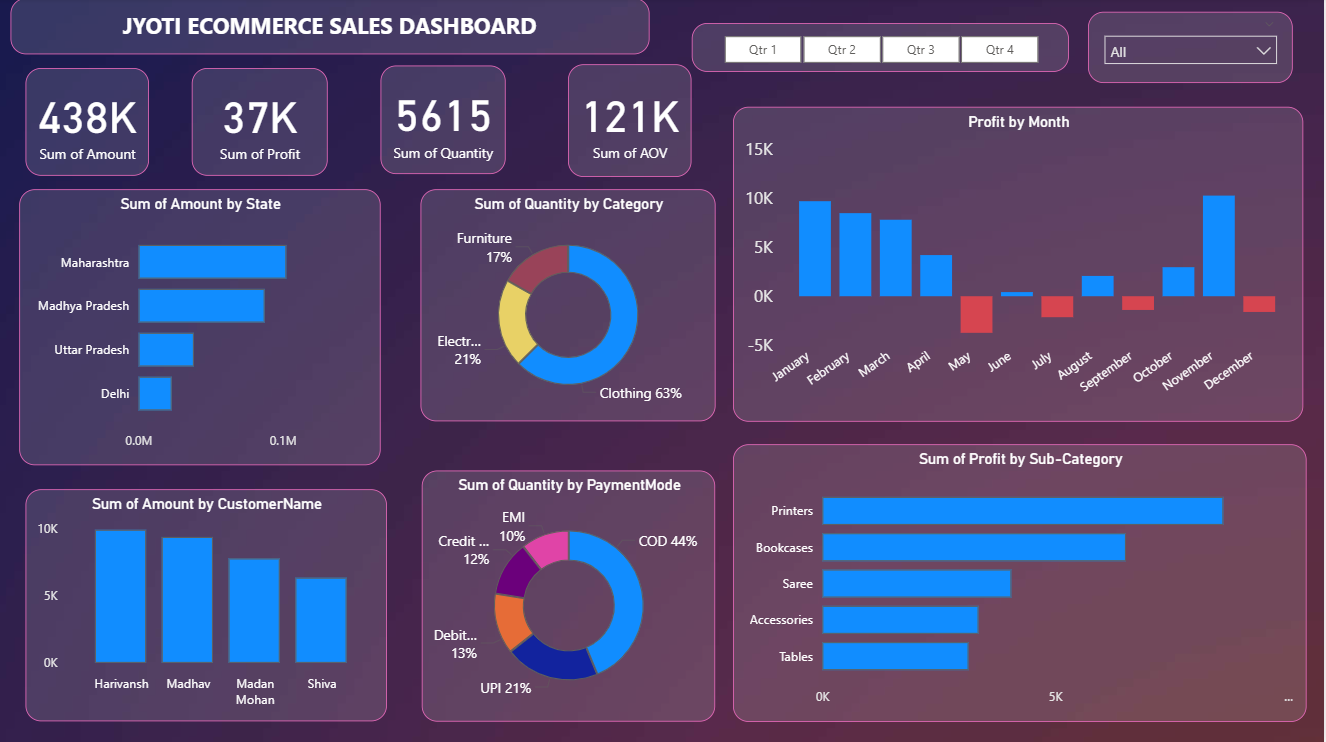 JYOTI ECOMMERCE SALES DASHBOARD
Qtr 1
Qtr 2
Qtr 3
Qtr 4
All
438K
Sum of Amount
37K
Sum of Profit
5615
Sum of Quantity
121K
Sum of AOV
Sum of Amount by State
Maharashtra
Madhya Pradesh
Uttar Pradesh
Delhi
0.0M
0.1M
Sum of Quantity by Category
Furniture
17%
Electr...
21%
Clothing 63%
Profit by Month
15K
10K
5K
0K
-5K
January
February
March
April
May
June
July
August
September
October
November
December
Sum of Amount by CustomerName
10K
5K
0K
Harivansh
Madhav
Madan
Mohan
Shiva
Sum of Quantity by PaymentMode
EMI
10%
Credit ...
12%
Debit...
13%
UPI 21%
COD 44%
Sum of Profit by Sub-Category
Printers
Bookcases
Saree
Accessories
Tables
0K
5K
...